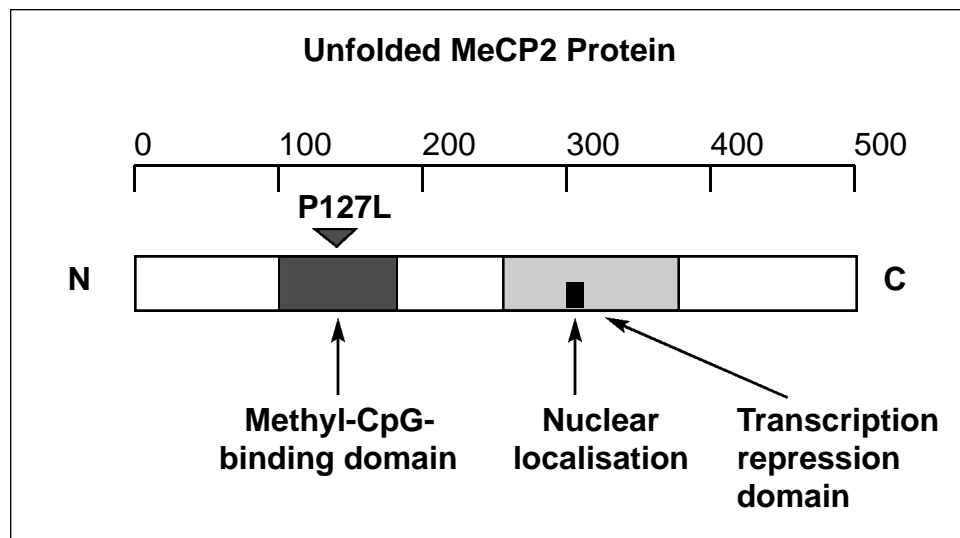 Unfolded MeCP2 Protein
0 100 200 300 400 500
P127L
N C
Methyl-CpG-
binding domain
Nuclear
localisation
Transcription
repression
domain